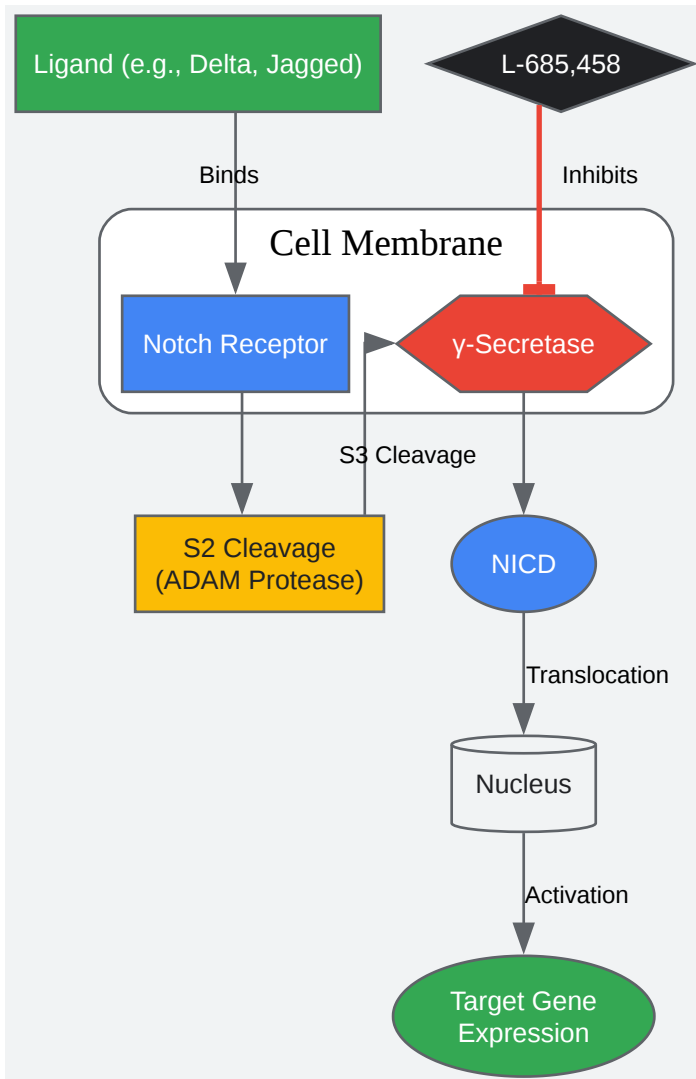 Ligand (e.g., Delta, Jagged)
L-685,458
Binds
Inhibits
Cell Membrane
Notch Receptor
γ-Secretase
S3 Cleavage
S2 Cleavage
(ADAM Protease)
NICD
Translocation
Nucleus
Activation
Target Gene
Expression